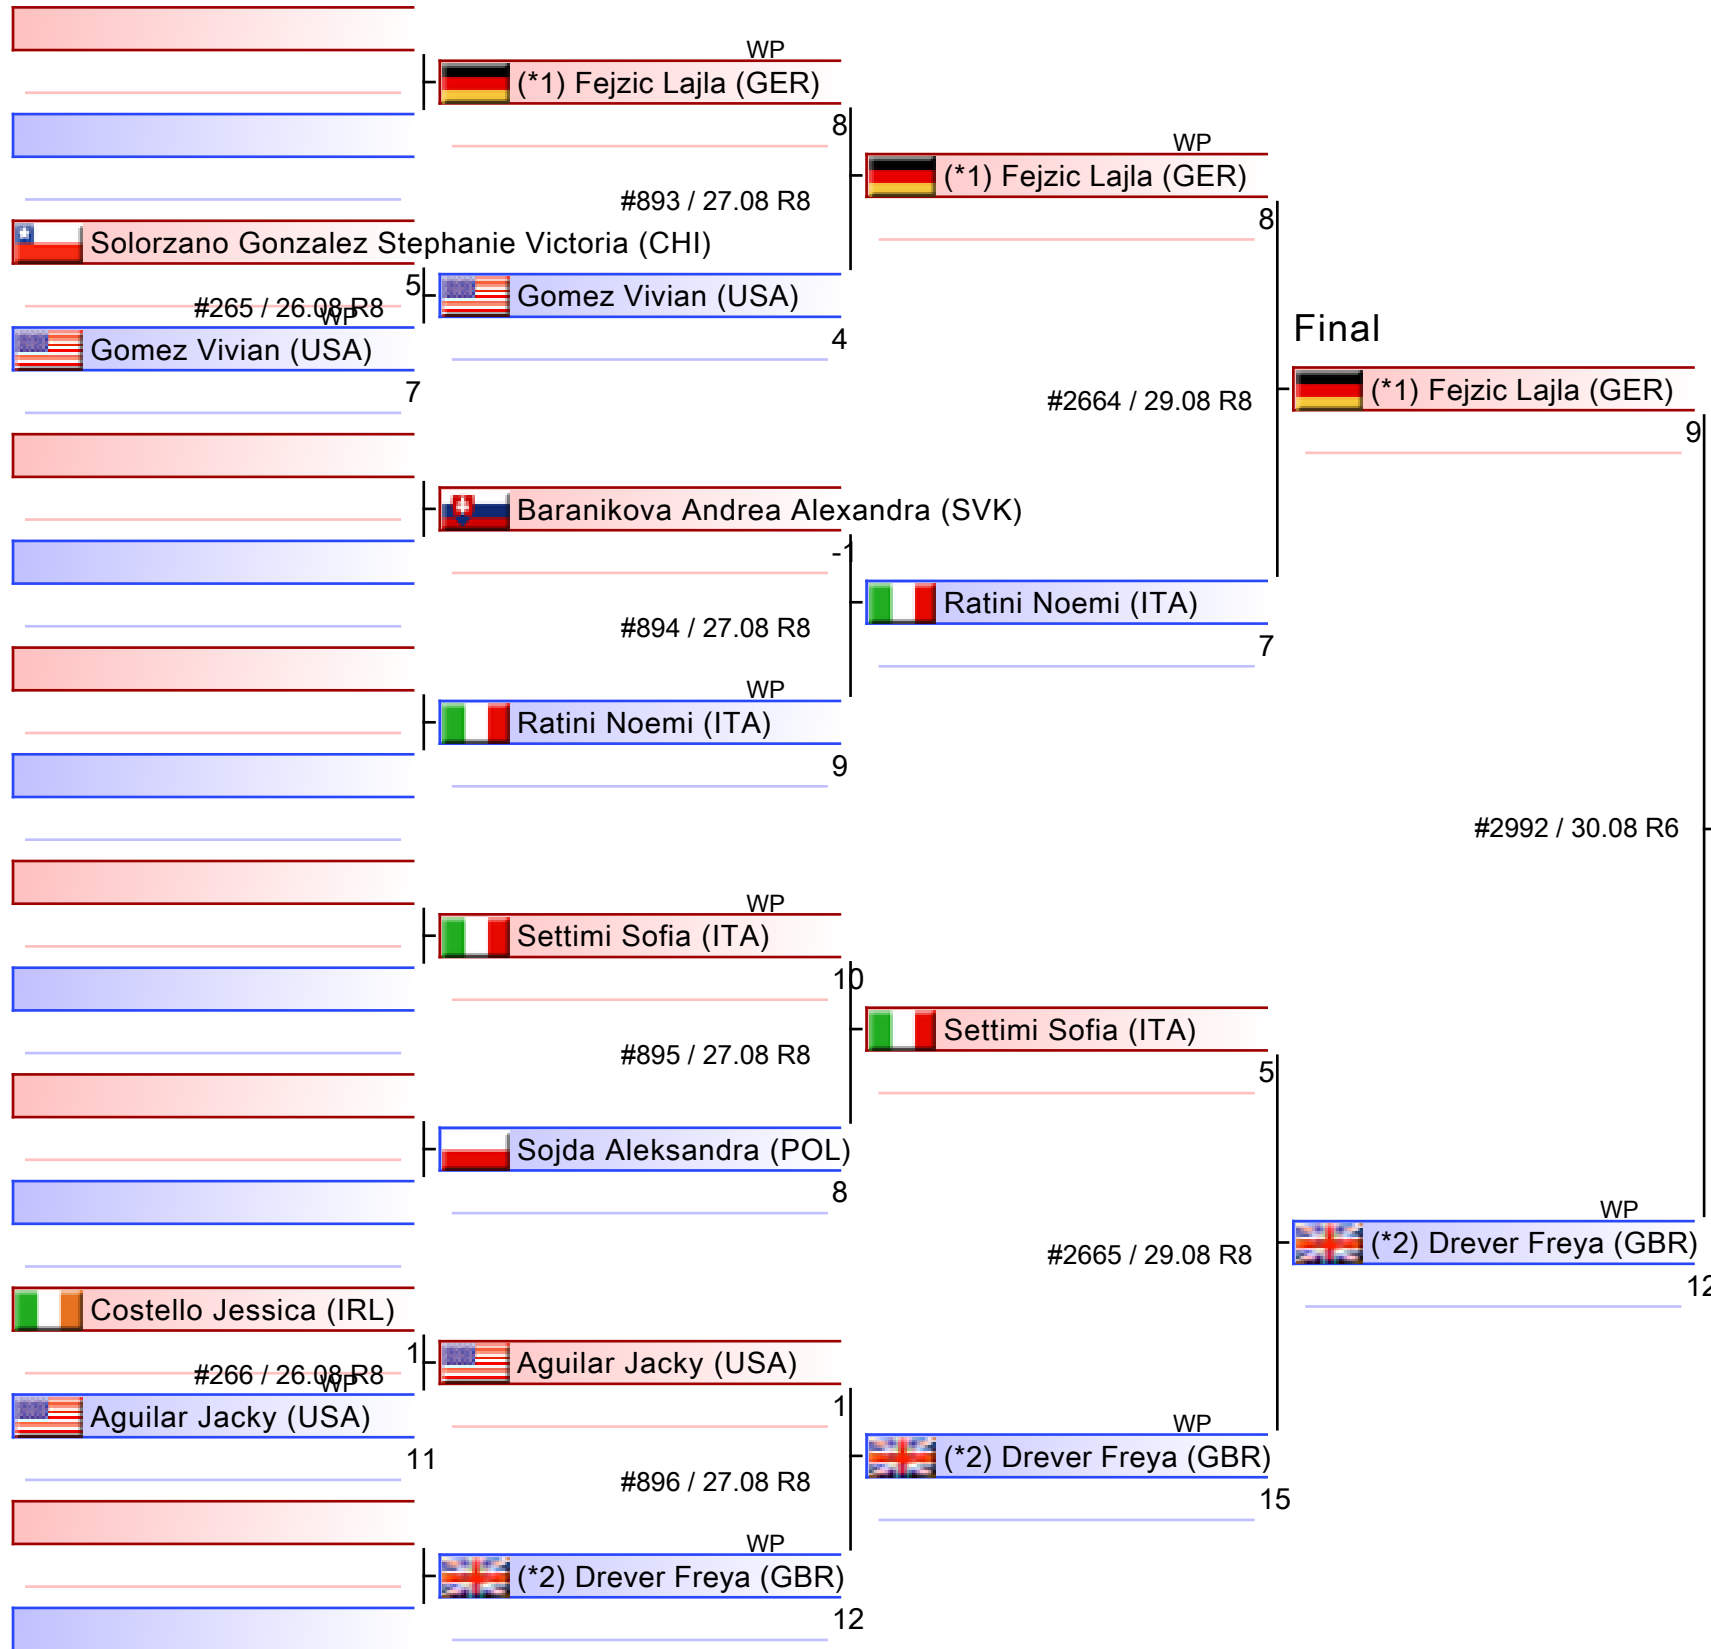 WP
(*1) Fejzic Lajla (GER)
8
#893 / 27.08 R8
WP
(*1) Fejzic Lajla (GER)
8
Solorzano Gonzalez Stephanie Victoria (CHI)
5
#265 / 26.08 R8
WP
Gomez Vivian (USA)
7
Gomez Vivian (USA)
4
Final
#2664 / 29.08 R8
(*1) Fejzic Lajla (GER)
9
Baranikova Andrea Alexandra (SVK)
-1
#894 / 27.08 R8
Ratini Noemi (ITA)
7
WP
Ratini Noemi (ITA)
9
#2992 / 30.08 R6
WP
Settimi Sofia (ITA)
10
#895 / 27.08 R8
Settimi Sofia (ITA)
5
Sojda Aleksandra (POL)
8
#2665 / 29.08 R8
WP
(*2) Drever Freya (GBR)
12
Costello Jessica (IRL)
1
#266 / 26.08 R8
WP
Aguilar Jacky (USA)
11
Aguilar Jacky (USA)
1
#896 / 27.08 R8
WP
(*2) Drever Freya (GBR)
15
WP
(*2) Drever Freya (GBR)
12